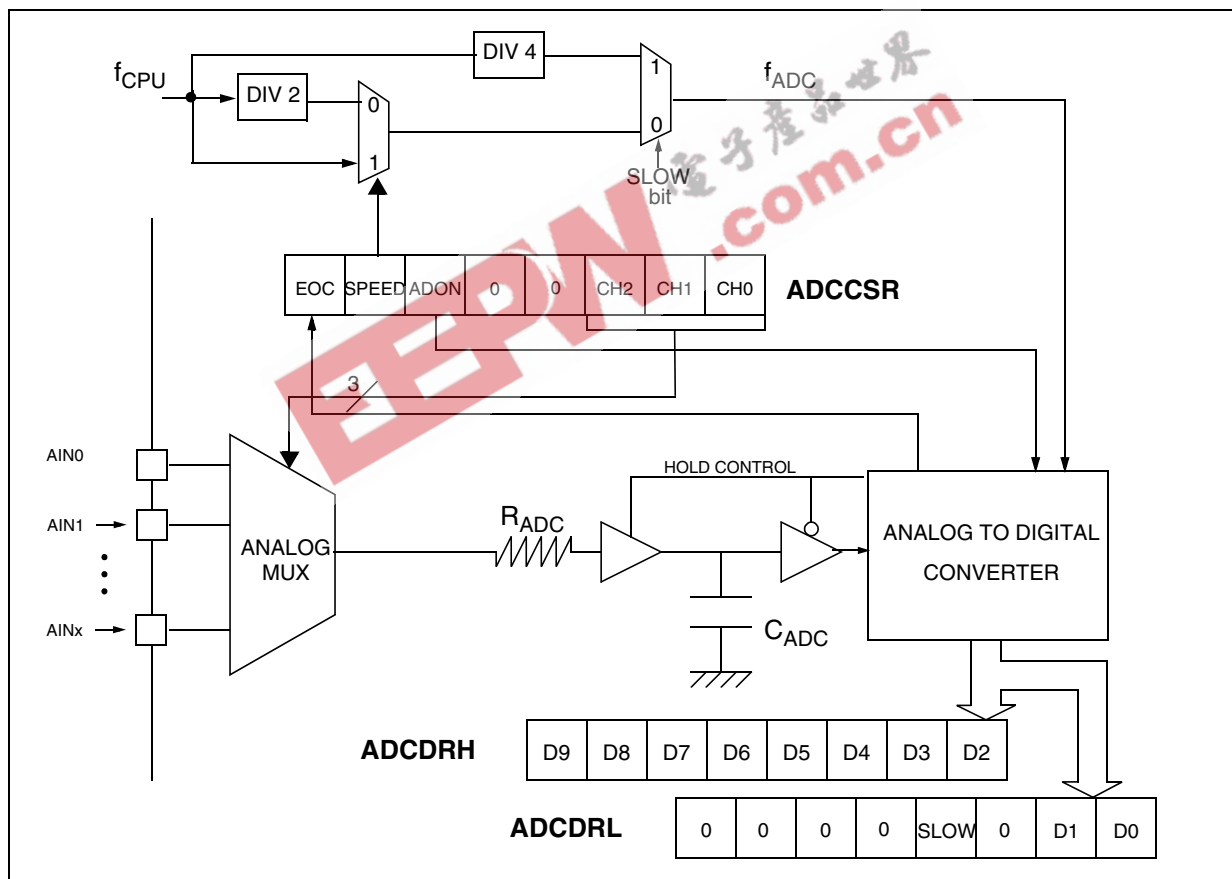 DIV 4
fCPU
DIV 2
0
1
1
0
fADC
SLOW
bit
電子產品世界
EEPW
.com.cn
EOC SPEED ADON 0 0 CH2 CH1 CH0
ADCCSR
3
AIN0
AIN1
AINx
ANALOG
MUX
RADC
HOLD CONTROL
CADC
ANALOG TO DIGITAL
CONVERTER
ADCDRH
D9 D8 D7 D6 D5 D4 D3 D2
ADCDRL
0 0 0 0 SLOW 0 D1 D0